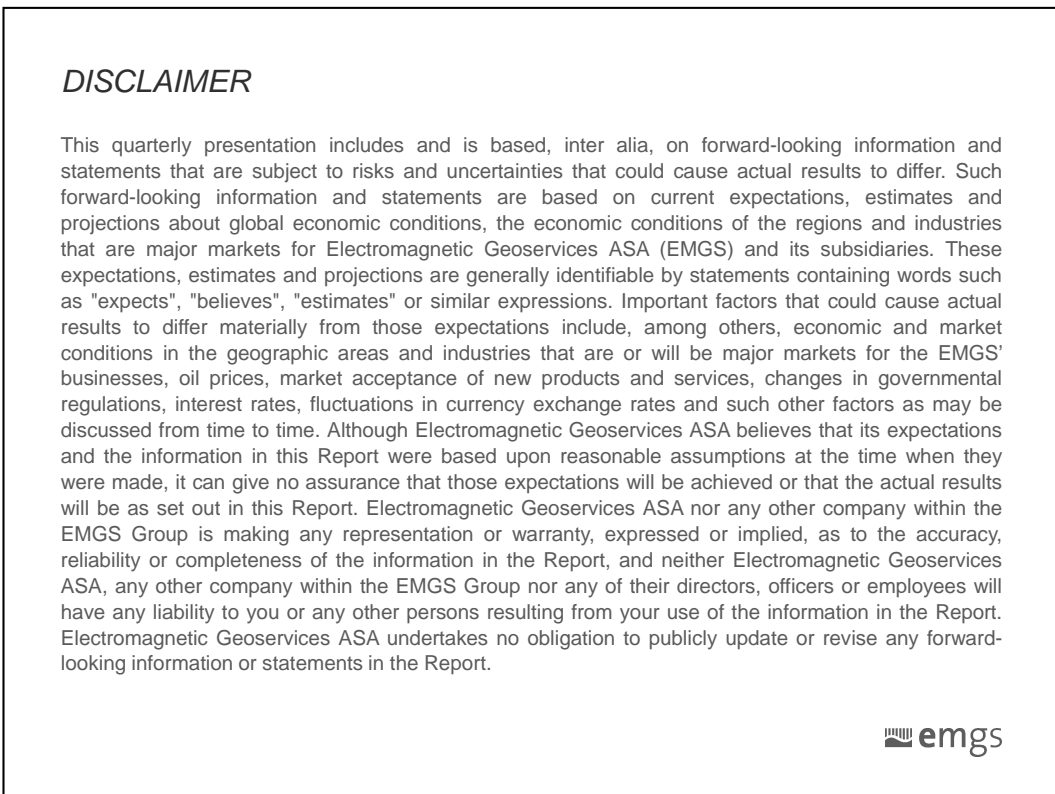 DISCLAIMER
This quarterly presentation includes and is based, inter alia, on forward-looking information and
statements that are subject to risks and uncertainties that could cause actual results to differ. Such
forward-looking information and statements are based on current expectations, estimates and
projections about global economic conditions, the economic conditions of the regions and industries
that are major markets for Electromagnetic Geoservices ASA (EMGS) and its subsidiaries. These
expectations, estimates and projections are generally identifiable by statements containing words such
as "expects", "believes", "estimates" or similar expressions. Important factors that could cause actual
results to differ materially from those expectations include, among others, economic and market
conditions in the geographic areas and industries that are or will be major markets for the EMGS’
businesses, oil prices, market acceptance of new products and services, changes in governmental
regulations, interest rates, fluctuations in currency exchange rates and such other factors as may be
discussed from time to time. Although Electromagnetic Geoservices ASA believes that its expectations
and the information in this Report were based upon reasonable assumptions at the time when they
were made, it can give no assurance that those expectations will be achieved or that the actual results
will be as set out in this Report. Electromagnetic Geoservices ASA nor any other company within the
EMGS Group is making any representation or warranty, expressed or implied, as to the accuracy,
reliability or completeness of the information in the Report, and neither Electromagnetic Geoservices
ASA, any other company within the EMGS Group nor any of their directors, officers or employees will
have any liability to you or any other persons resulting from your use of the information in the Report.
Electromagnetic Geoservices ASA undertakes no obligation to publicly update or revise any forward-
looking information or statements in the Report.
emgs